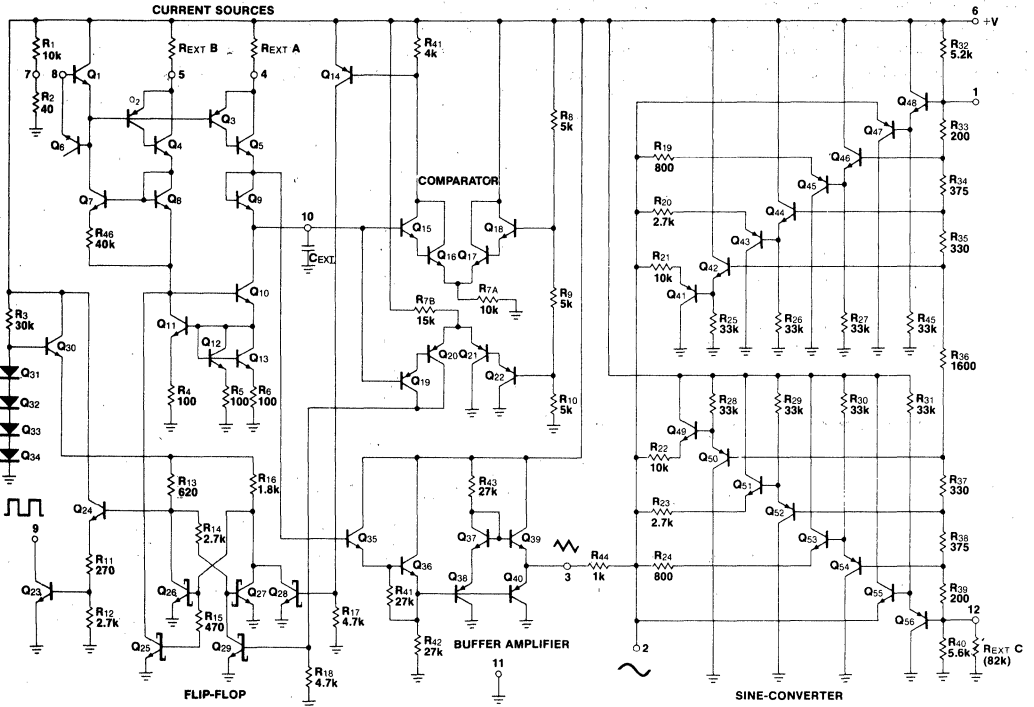 CURRENT SOURCES
6
+V
R1
10k
7
8
Q1
R2
40
Q6
REXT B
5
REXT A
4
Q2
Q3
Q4
Q5
Q7
Q8
Q9
R46
40k
Q14
R41
4k
COMPARATOR
10
CEXT
Q15
Q16
Q17
Q18
R7A
10k
R7B
15k
R8
5k
R9
5k
R10
5k
Q19
Q20
Q21
Q22
Q10
Q11
Q12
Q13
R4
100
R5
100
R6
100
R3
30k
Q30
Q31
Q32
Q33
Q34
9
Q23
Q24
R11
270
R12
2.7k
R13
620
R14
2.7k
R15
470
R16
1.8k
Q25
Q26
Q27
Q28
Q29
R17
4.7k
R18
4.7k
FLIP-FLOP
Q35
Q36
R41
27k
R42
27k
R43
27k
Q37
Q38
Q39
Q40
BUFFER AMPLIFIER
11
3
R44
1k
2
R32
5.2k
1
R33
200
R34
375
R35
330
R36
1600
R37
330
R38
375
R39
200
12
R40
5.6k
REXT C
(82k)
Q48
Q47
Q46
Q45
Q44
Q43
Q42
Q41
R19
800
R20
2.7k
R21
10k
R25
33k
R26
33k
R27
33k
R45
33k
R28
33k
R29
33k
R30
33k
R31
33k
Q49
Q50
Q51
Q52
Q53
Q54
Q55
Q56
R22
10k
R23
2.7k
R24
800
SINE-CONVERTER